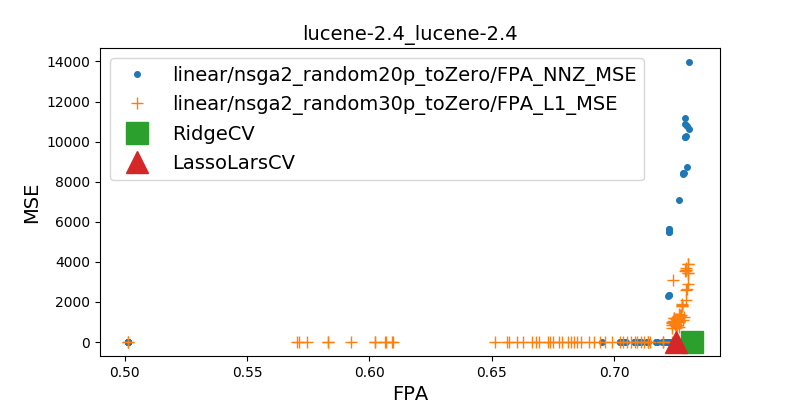 lucene-2.4_lucene-2.4
14000
12000
10000
8000
6000
4000
2000
0
MSE
linear/nsga2_random20p_toZero/FPA_NNZ_MSE
linear/nsga2_random30p_toZero/FPA_L1_MSE
RidgeCV
LassoLarsCV
0.50 0.55 0.60 0.65 0.70
FPA